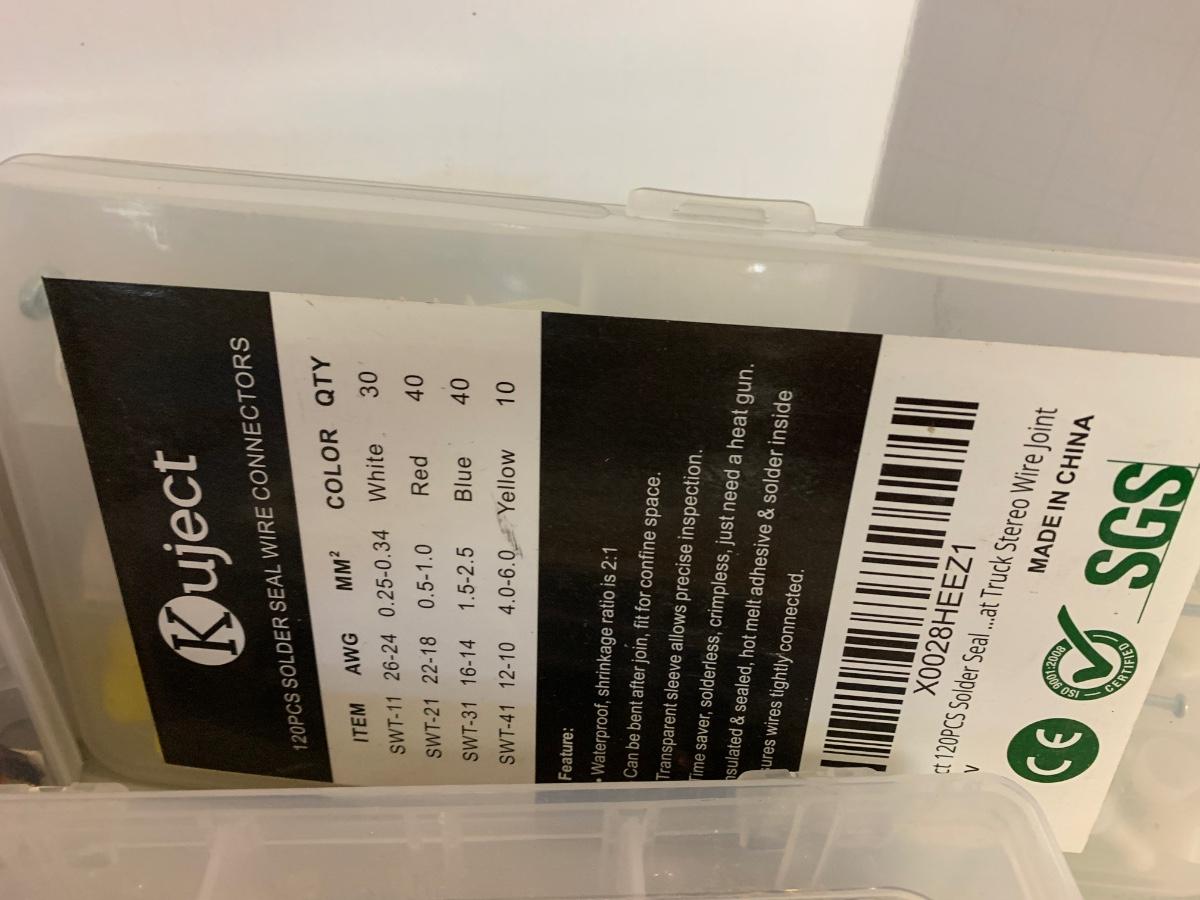 Kuject
120PCS SOLDER SEAL WIRE CONNECTORS
ITEM AWG MM² COLOR QTY
SWT-11 26-24 0.25-0.34 White 30
SWT-21 22-18 0.5-1.0 Red 40
SWT-31 16-14 1.5-2.5 Blue 40
SWT-41 12-10 4.0-6.0 Yellow 10
Feature:
• Waterproof, shrinkage ratio is 2:1
Can be bent after join, fit for confine space.
Transparent sleeve allows precise inspection.
Time saver, solderless, crimpless, just need a heat gun.
nsulated & sealed, hot melt adhesive & solder inside
ures wires tightly connected.
X0028HEEZ1
ct 120PCS Solder Seal ...at Truck Stereo Wire Joint
MADE IN CHINA
CE
ISO 9001:2008
CERTIFIED
SGS